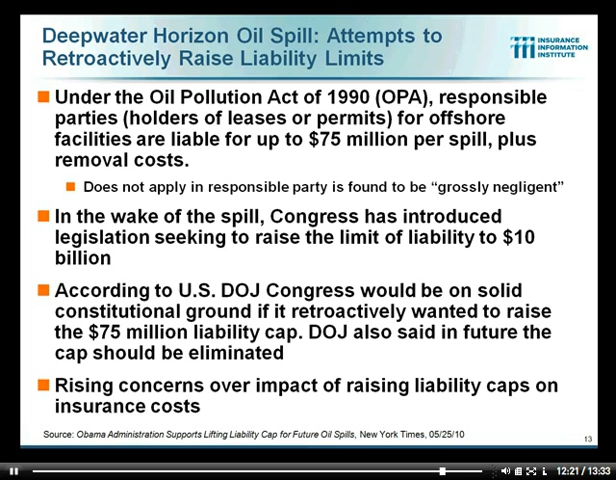 Deepwater Horizon Oil Spill: Attempts to
Retroactively Raise Liability Limits
INSURANCE
INFORMATION
INSTITUTE
Under the Oil Pollution Act of 1990 (OPA), responsible
parties (holders of leases or permits) for offshore
facilities are liable for up to $75 million per spill, plus
removal costs.
Does not apply in responsible party is found to be “grossly negligent”
In the wake of the spill, Congress has introduced
legislation seeking to raise the limit of liability to $10
billion
According to U.S. DOJ Congress would be on solid
constitutional ground if it retroactively wanted to raise
the $75 million liability cap. DOJ also said in future the
cap should be eliminated
Rising concerns over impact of raising liability caps on
insurance costs
Source: Obama Administration Supports Lifting Liability Cap for Future Oil Spills, New York Times, 05/25/10
13
12:21 / 13:33